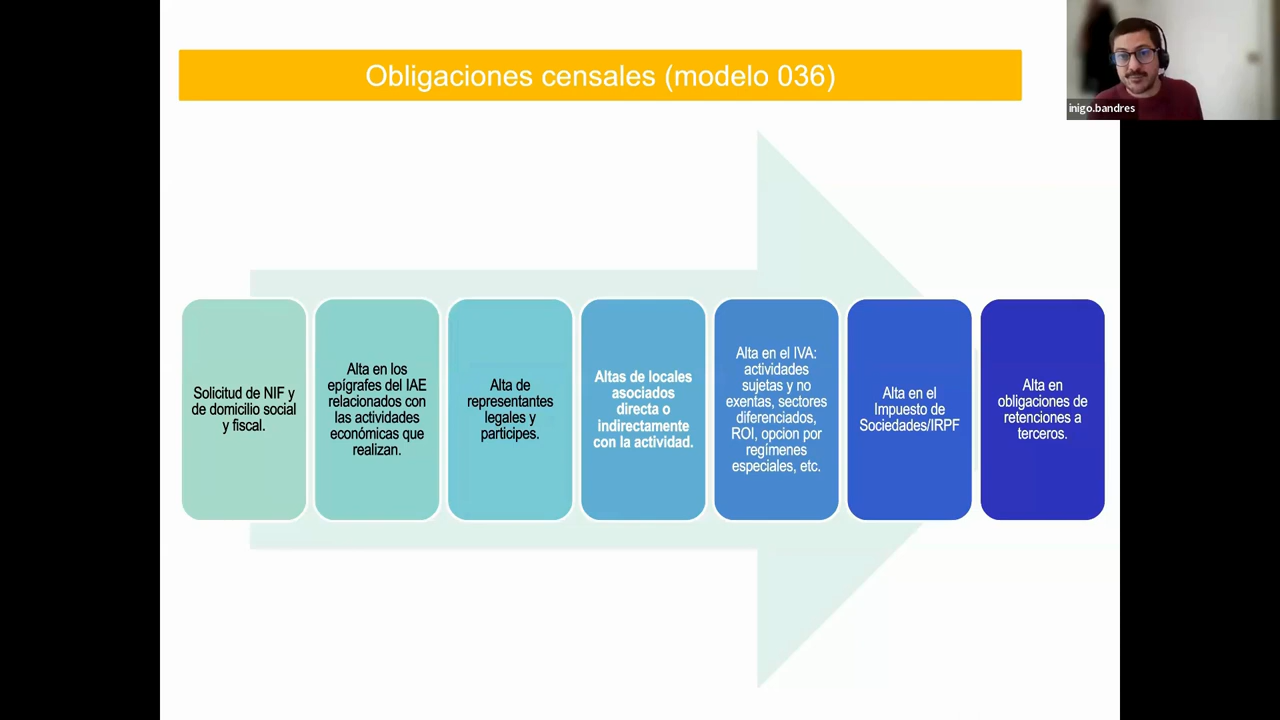 Obligaciones censales (modelo 036)
inigo.bandres
Solicitud de NIF y
de domicilio social
y fiscal.
Alta en los
epígrafes del IAE
relacionados con
las actividades
económicas que
realizan.
Alta de
representantes
legales y
participes.
Altas de locales
asociados
directa o
indirectamente
con la actividad.
Alta en el IVA:
actividades
sujetas y no
exentas, sectores
diferenciados,
ROI, opcion por
regímenes
especiales, etc.
Alta en el
Impuesto de
Sociedades/IRPF
Alta en
obligaciones de
retenciones a
terceros.